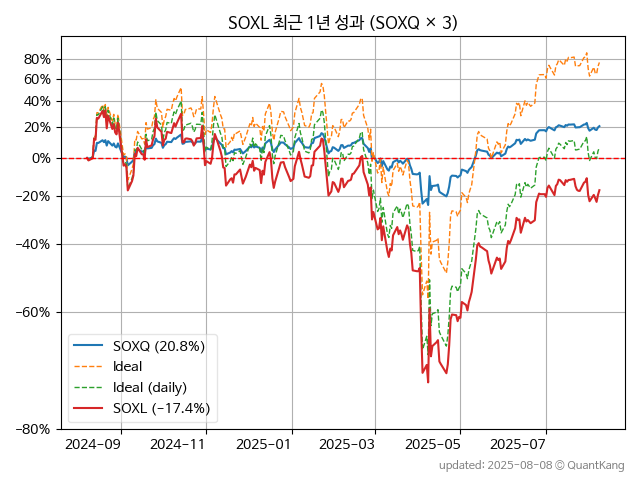 SOXL 최근 1년 성과 (SOXQ × 3)
80%
60%
40%
20%
0%
−20%
−40%
−60%
−80%
SOXQ (20.8%)
Ideal
Ideal (daily)
SOXL (−17.4%)
2024-09
2024-11
2025-01
2025-03
2025-05
2025-07
updated: 2025-08-08 © QuantKang